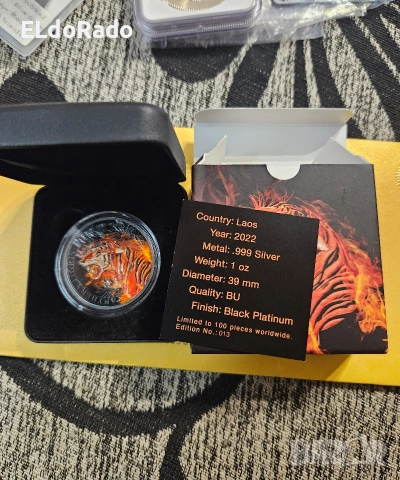 ELdoRado
Country: Laos
Year: 2022
Metal: .999 Silver
Weight: 1 oz
Diameter: 39 mm
Quality: BU
Finish: Black Platinum
Limited to 100 pieces worldwide.
Edition No.:013